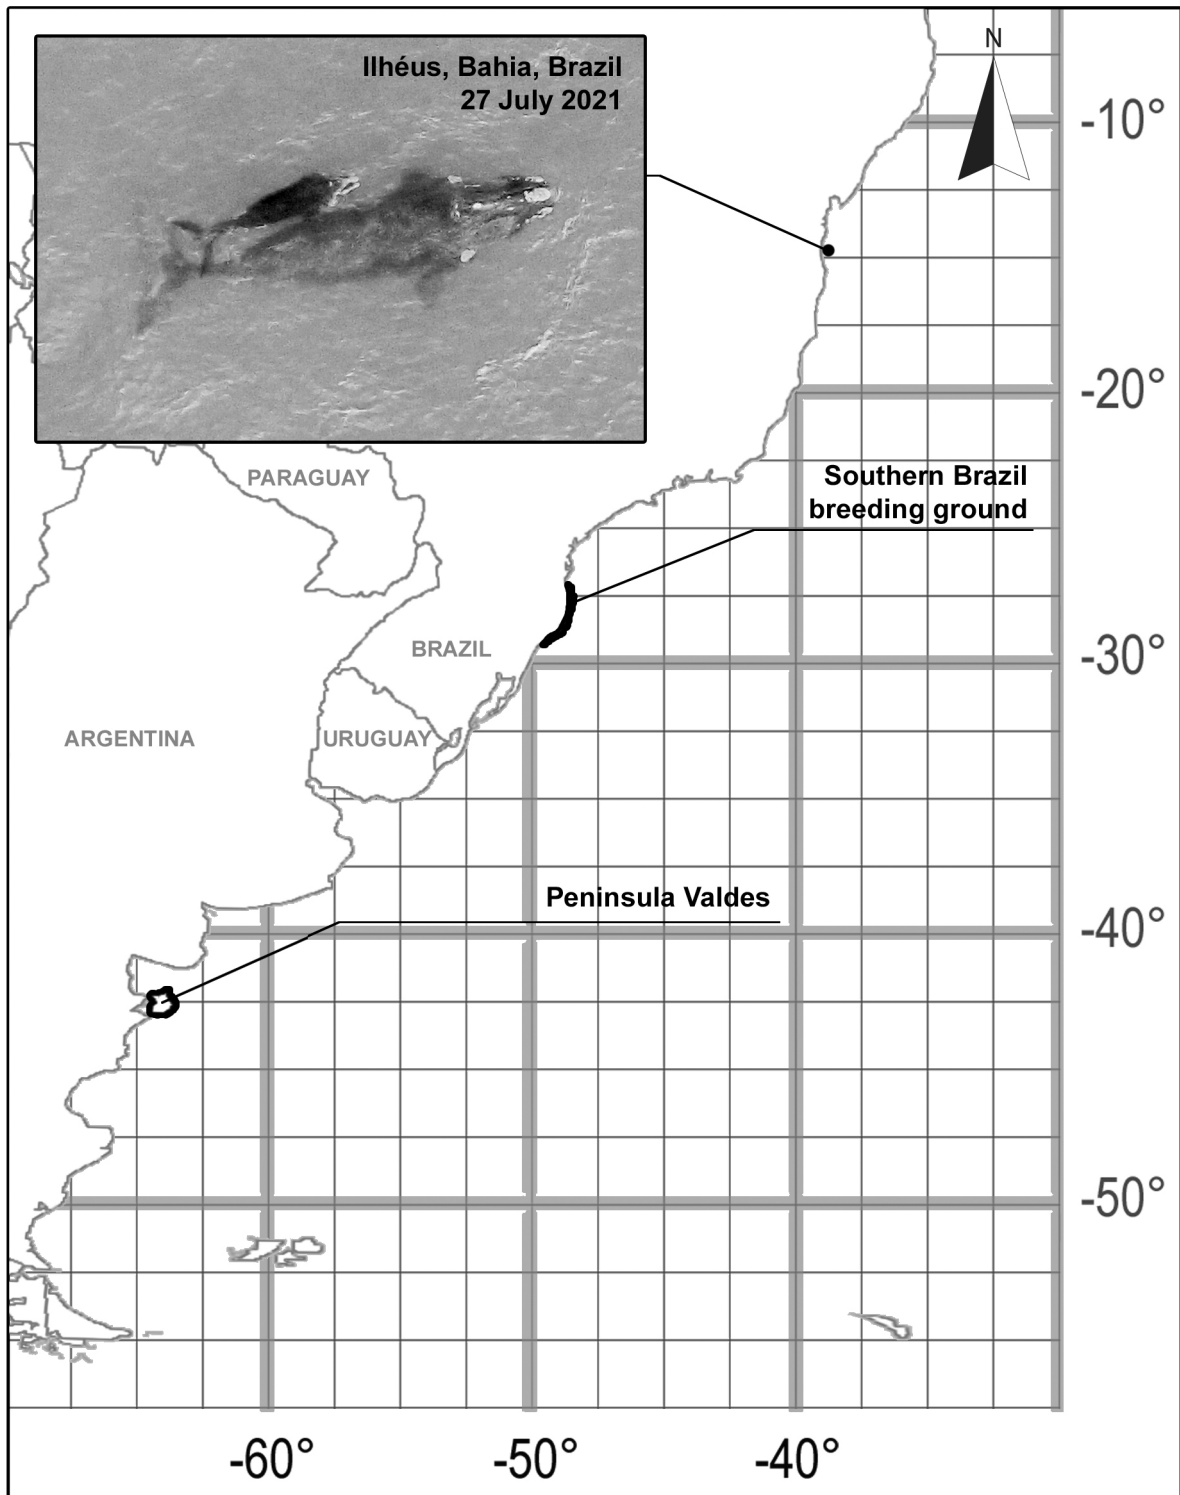 Ilhéus, Bahia, Brazil
27 July 2021
N
-10°
-20°
PARAGUAY
Southern Brazil
breeding ground
BRAZIL
-30°
ARGENTINA
URUGUAY
Peninsula Valdes
-40°
-50°
-60°
-50°
-40°